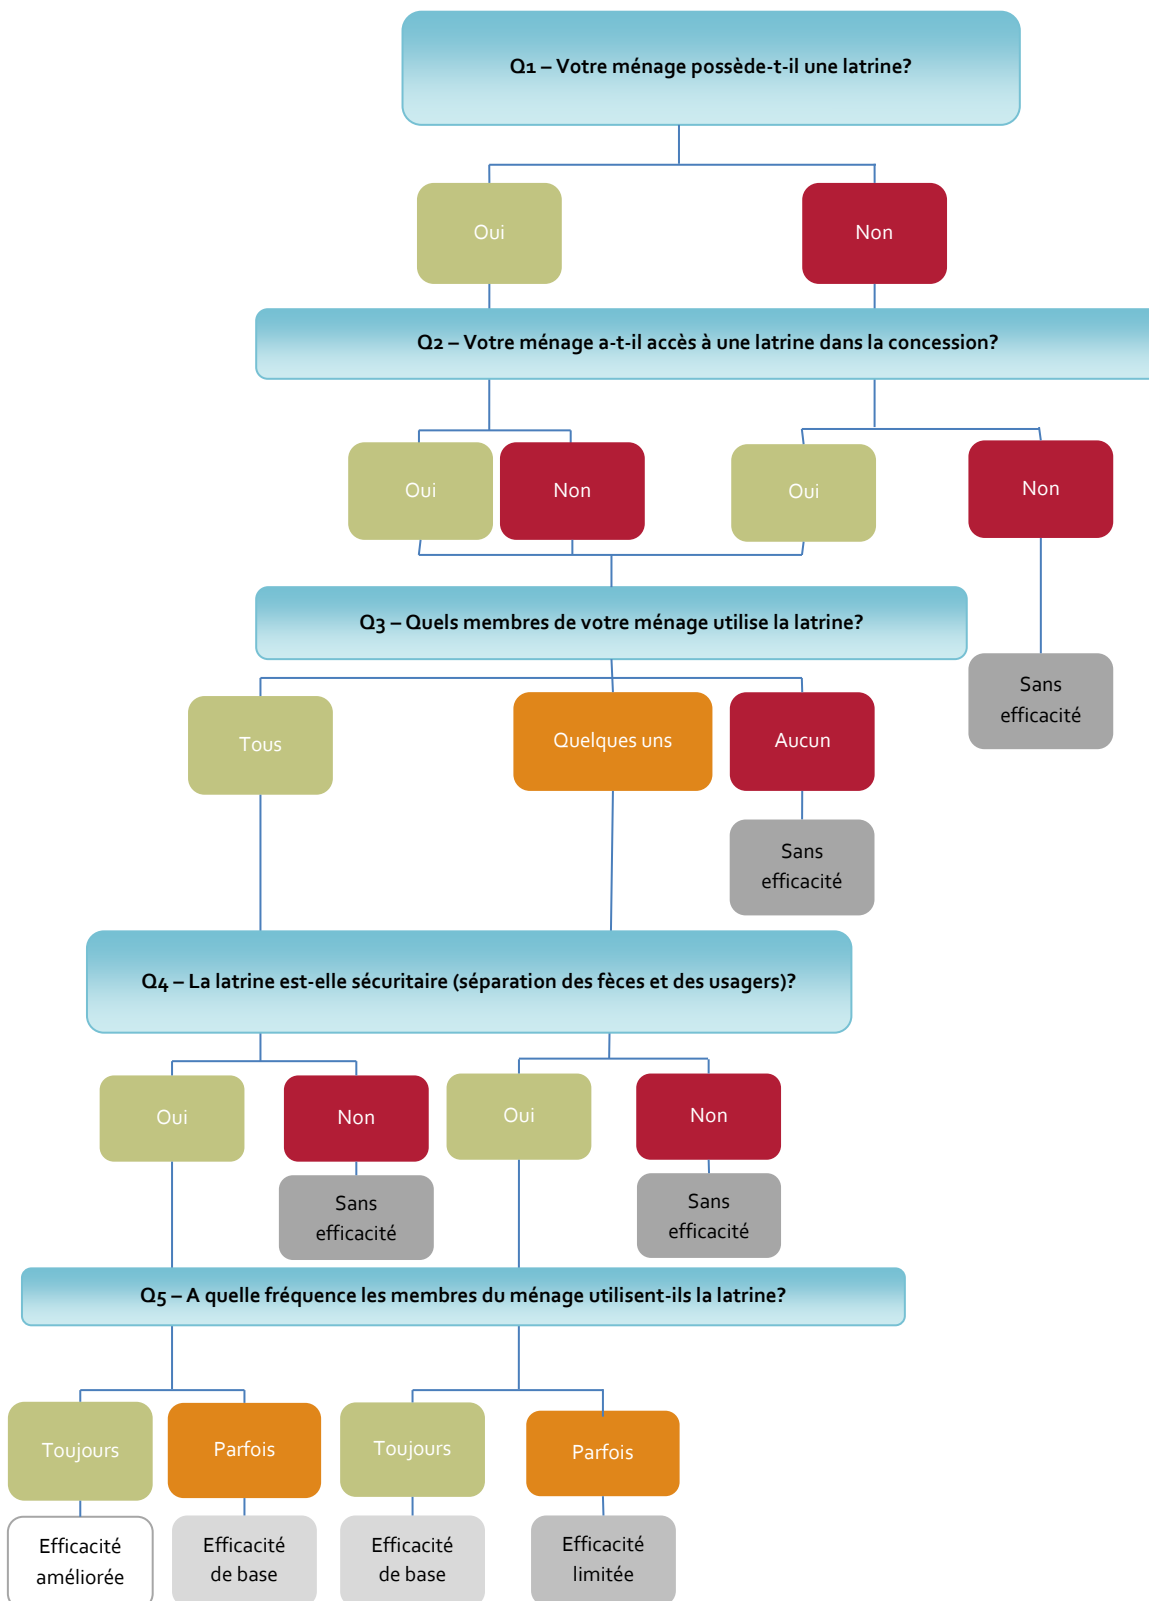 Q1 – Votre ménage possède-t-il une latrine?
Oui
Non
Q2 – Votre ménage a-t-il accès à une latrine dans la concession?
Oui
Non
Oui
Non
Q3 – Quels membres de votre ménage utilise la latrine?
Sans
efficacité
Tous
Quelques uns
Aucun
Sans
efficacité
Q4 – La latrine est-elle sécuritaire (séparation des fèces et des usagers)?
Oui
Non
Oui
Non
Sans
efficacité
Sans
efficacité
Q5 – A quelle fréquence les membres du ménage utilisent-ils la latrine?
Toujours
Parfois
Toujours
Parfois
Efficacité
améliorée
Efficacité
de base
Efficacité
de base
Efficacité
limitée